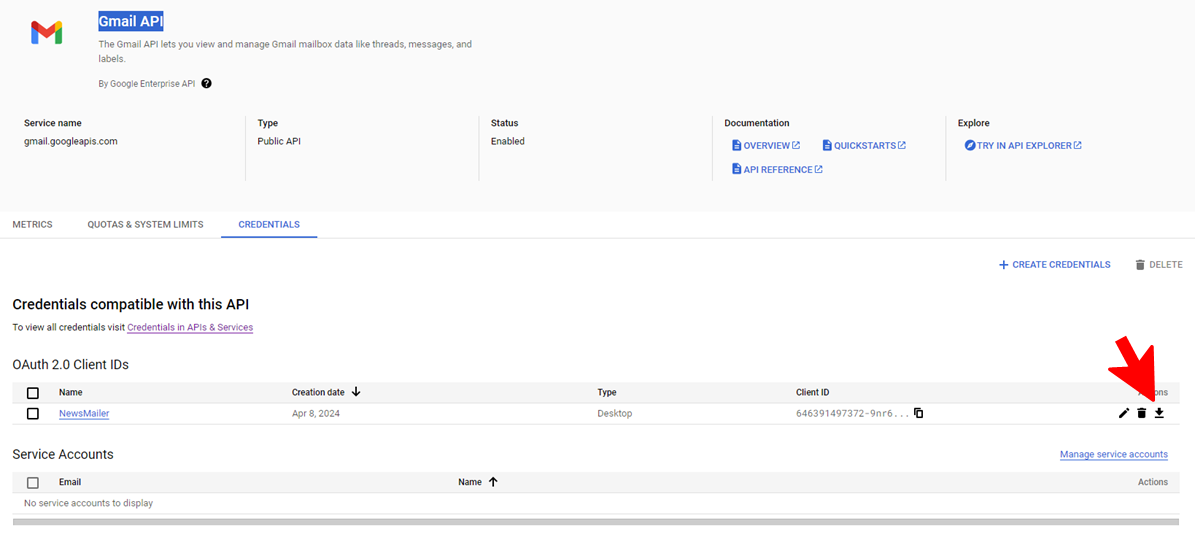 Gmail API
The Gmail API lets you view and manage Gmail mailbox data like threads, messages, and
labels.
By Google Enterprise API
Service name
gmail.googleapis.com
Type
Public API
Status
Enabled
Documentation
OVERVIEW
QUICKSTARTS
API REFERENCE
Explore
TRY IN API EXPLORER
METRICS QUOTAS & SYSTEM LIMITS CREDENTIALS
CREATE CREDENTIALS DELETE
Credentials compatible with this API
To view all credentials visit Credentials in APIs & Services
OAuth 2.0 Client IDs
Name Creation date Type Client ID
NewsMailer Apr 8, 2024 Desktop 646391497372-9nr6...
Service Accounts Manage service accounts
Email Name Actions
No service accounts to display